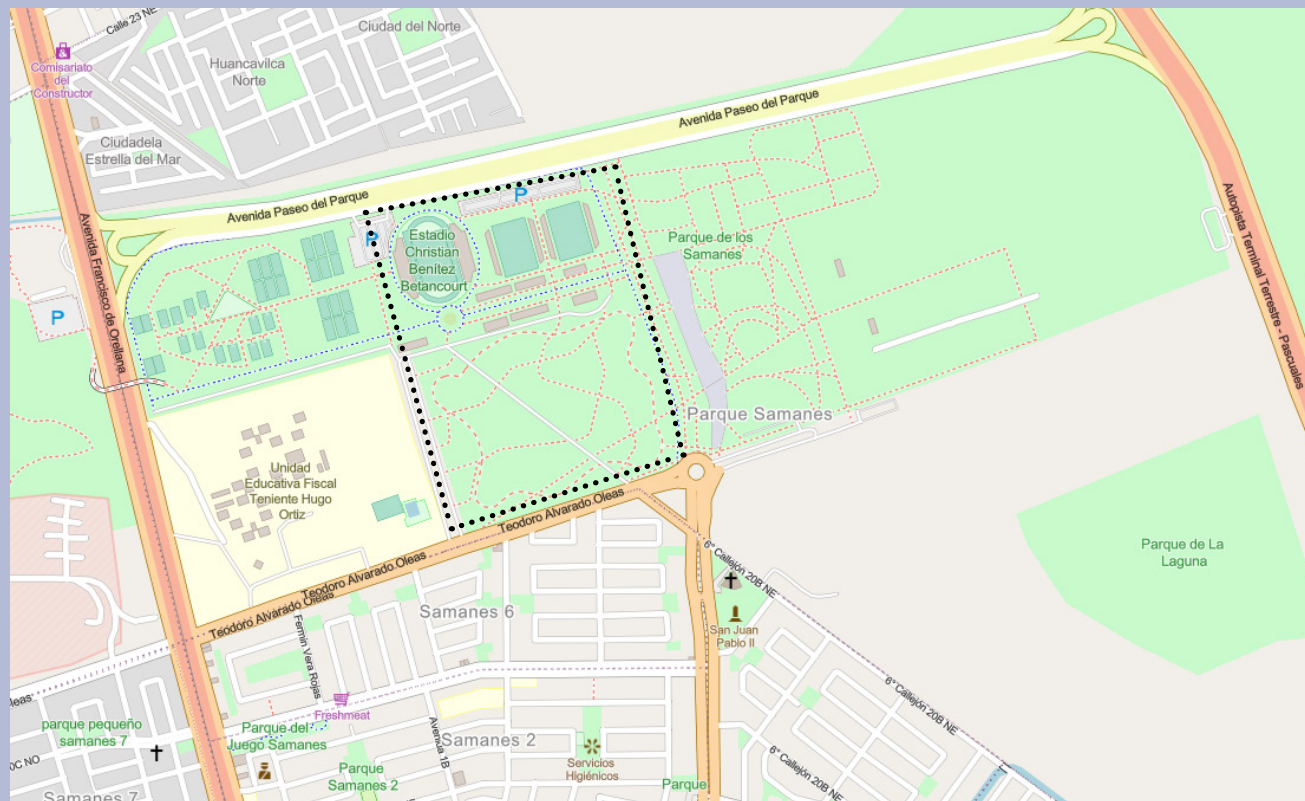 Calle 23 NE
Ciudad del Norte
Comisariato
del
Constructor
Huancavilca
Norte
Ciudadela
Estrella del Mar
Avenida Paseo del Parque
Avenida Paseo del Parque
P
P
P
Estadio
Christian
Benítez
Betancourt
Parque de los
Samanes
Avenida Francisco de Orellana
Autopista Terminal Terrestre - Pascuales
Parque Samanes
Unidad
Educativa Fiscal
Teniente Hugo
Ortiz
Teodoro Alvarado Oleas
Teodoro Alvarado Oleas
Teodoro Alvarado Oleas
6° Callejón 20B NE
Parque de La
Laguna
Samanes 6
San Juan
Pablo II
Fermín Vera Rojas
6° Callejón 20B NE
Oleas
Freshmeat
parque pequeño
samanes 7
Parque del
Juego Samanes
Avenida 1B
Samanes 2
0C NO
Parque
Samanes 2
Servicios
Higiénicos
Parque
6° Callejón 20B NE
Samanes 7